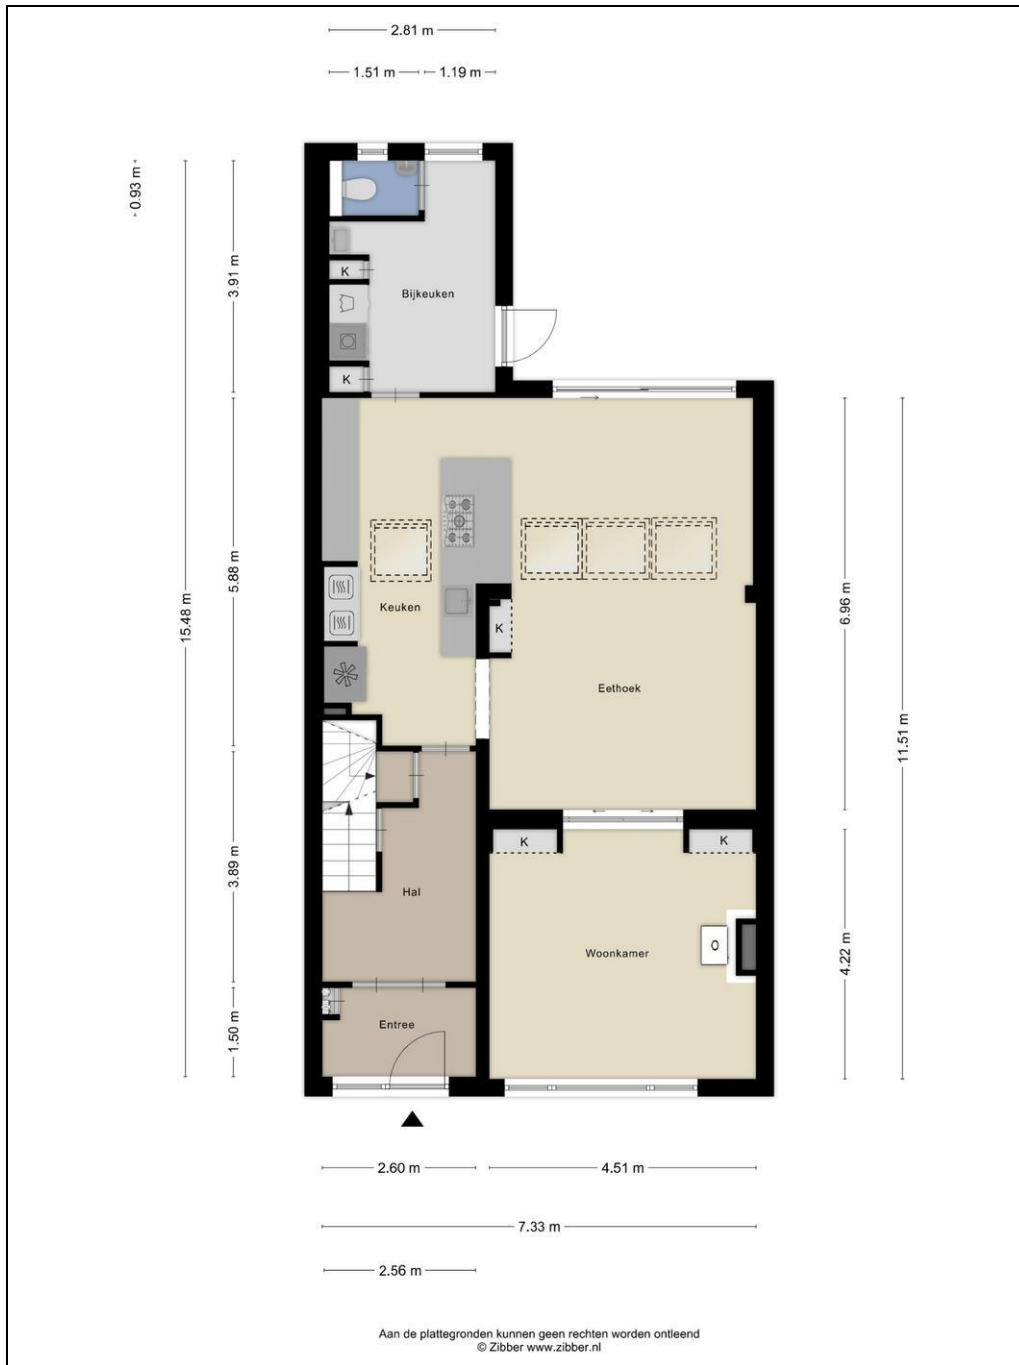 2.81 m
1.51 m
1.19 m
0.93 m
3.91 m
K
Bijkeuken
K
5.88 m
15.48 m
Keuken
K
Eethoek
6.96 m
11.51 m
K
K
3.89 m
Hal
Woonkamer
4.22 m
1.50 m
Entree
2.60 m
4.51 m
7.33 m
2.56 m
Aan de plattegronden kunnen geen rechten worden ontleend
© Zibber www.zibber.nl